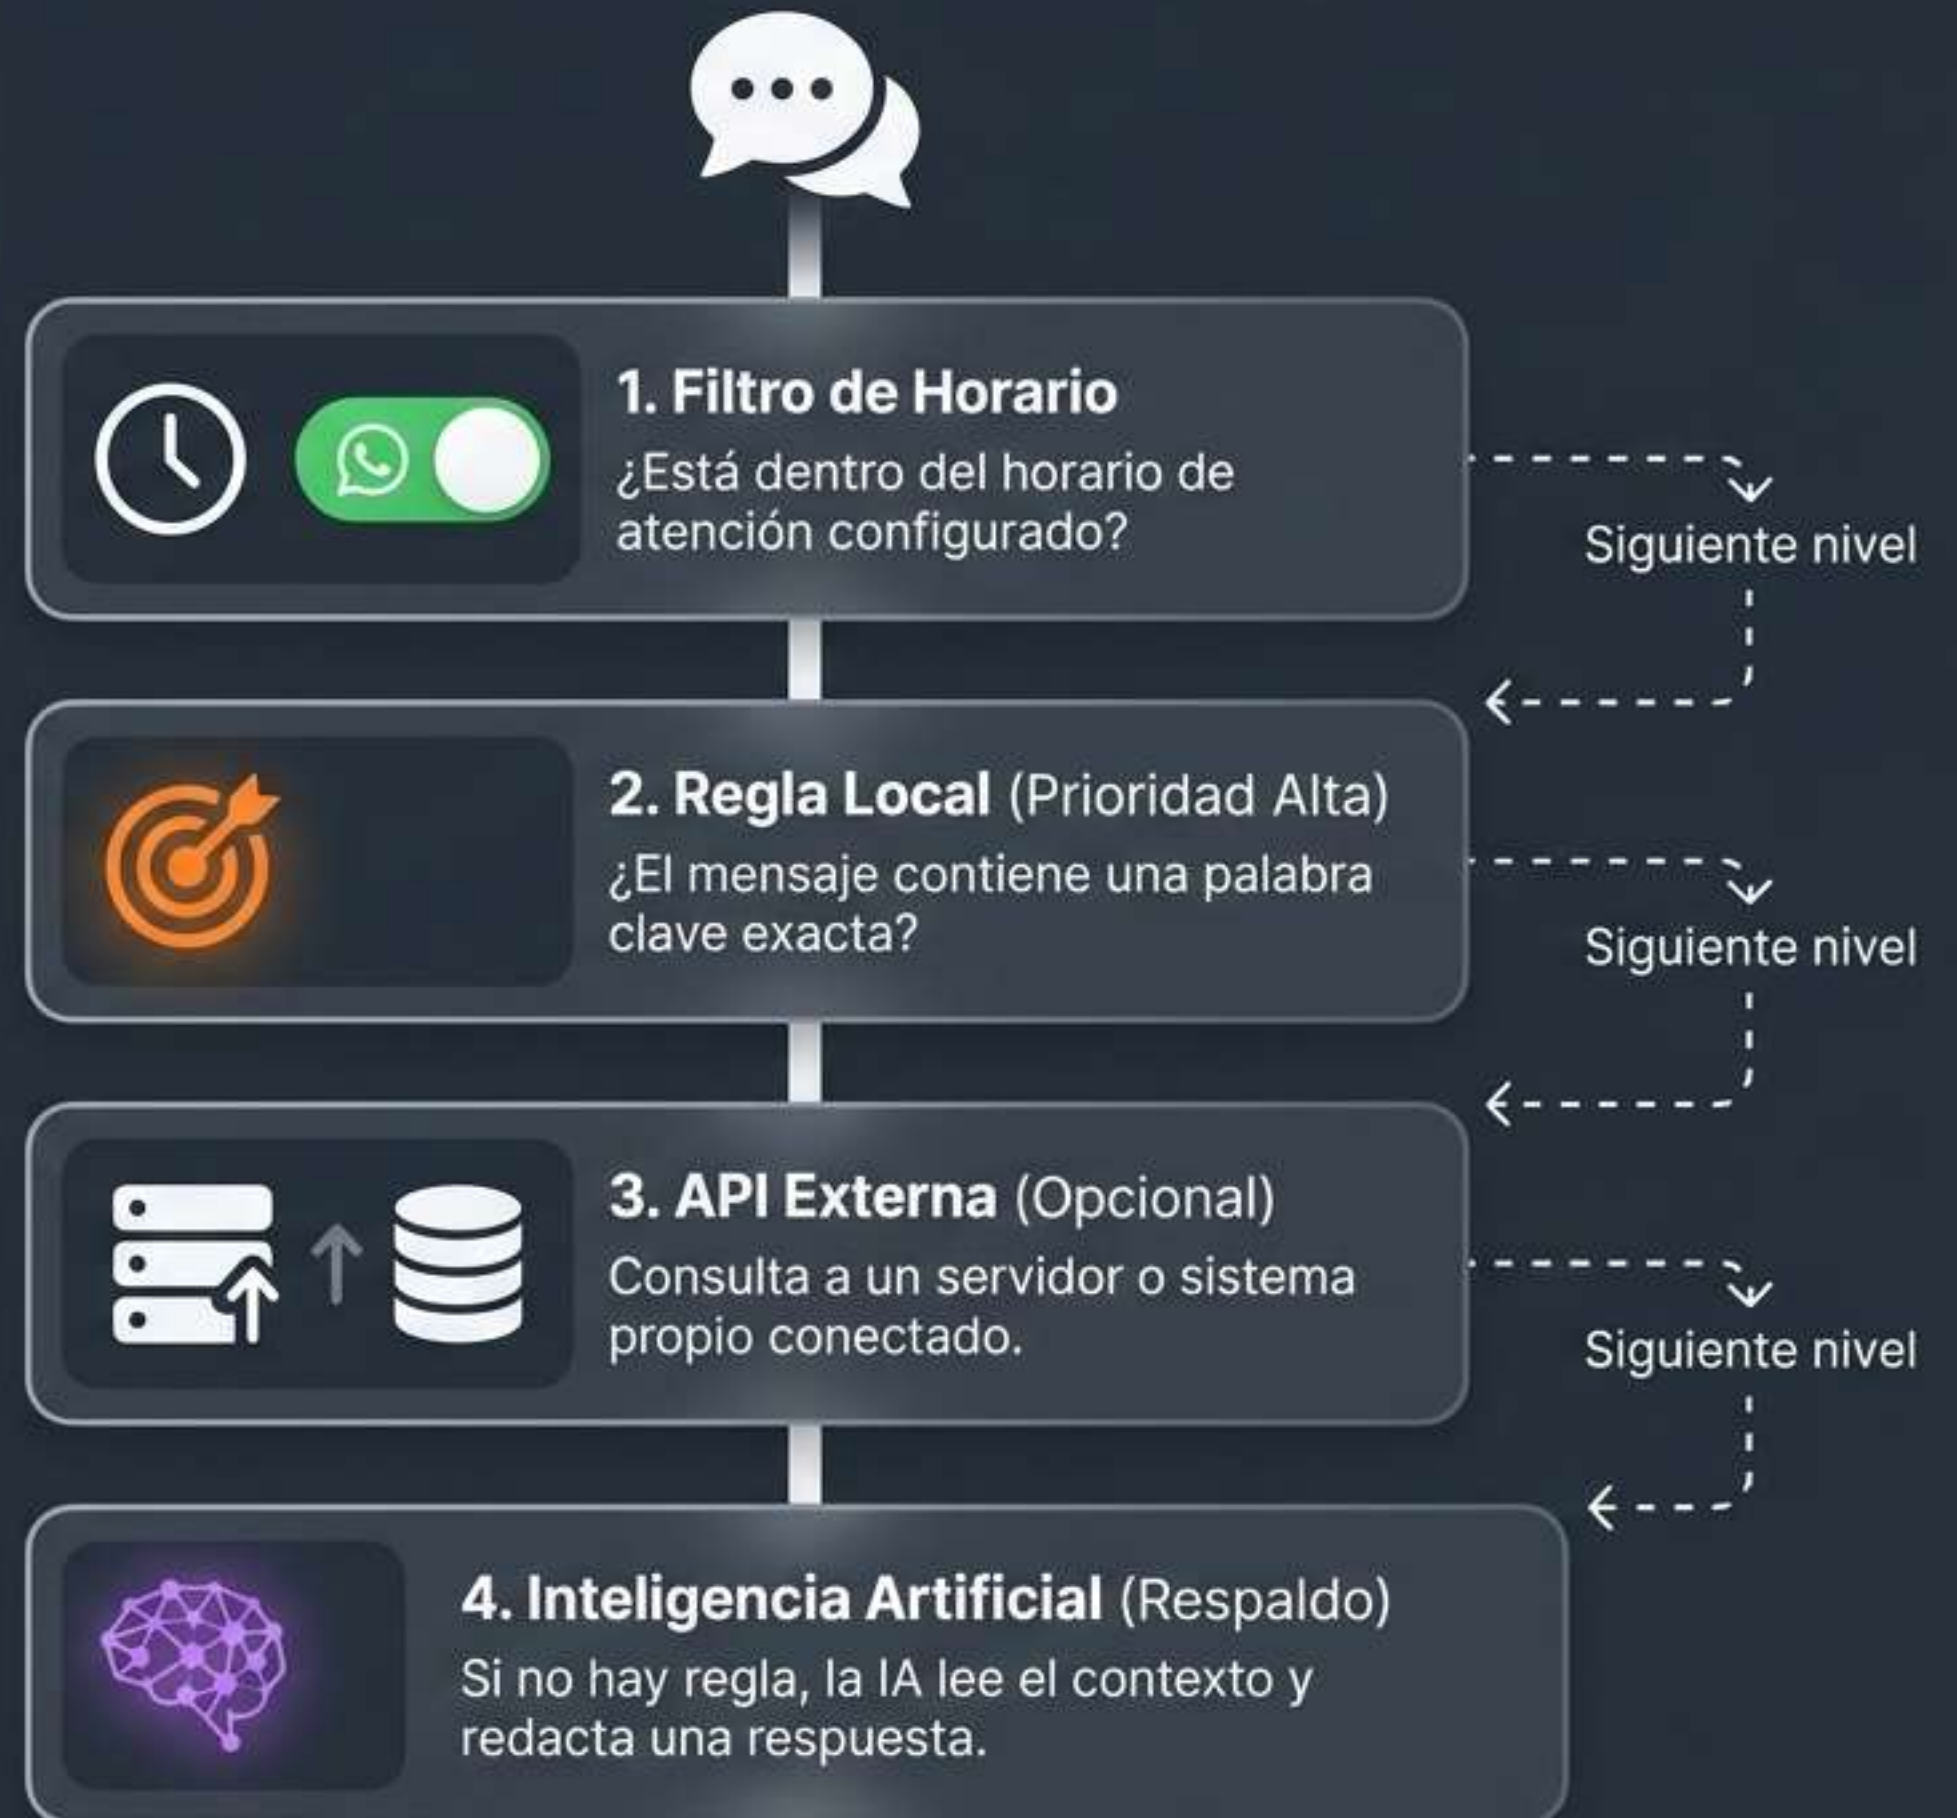 1. Filtro de Horario
¿Está dentro del horario de
atención configurado?
Siguiente nivel
2. Regla Local (Prioridad Alta)
¿El mensaje contiene una palabra
clave exacta?
Siguiente nivel
3. API Externa (Opcional)
Consulta a un servidor o sistema
propio conectado.
Siguiente nivel
4. Inteligencia Artificial (Respaldo)
Si no hay regla, la IA lee el contexto y
redacta una respuesta.